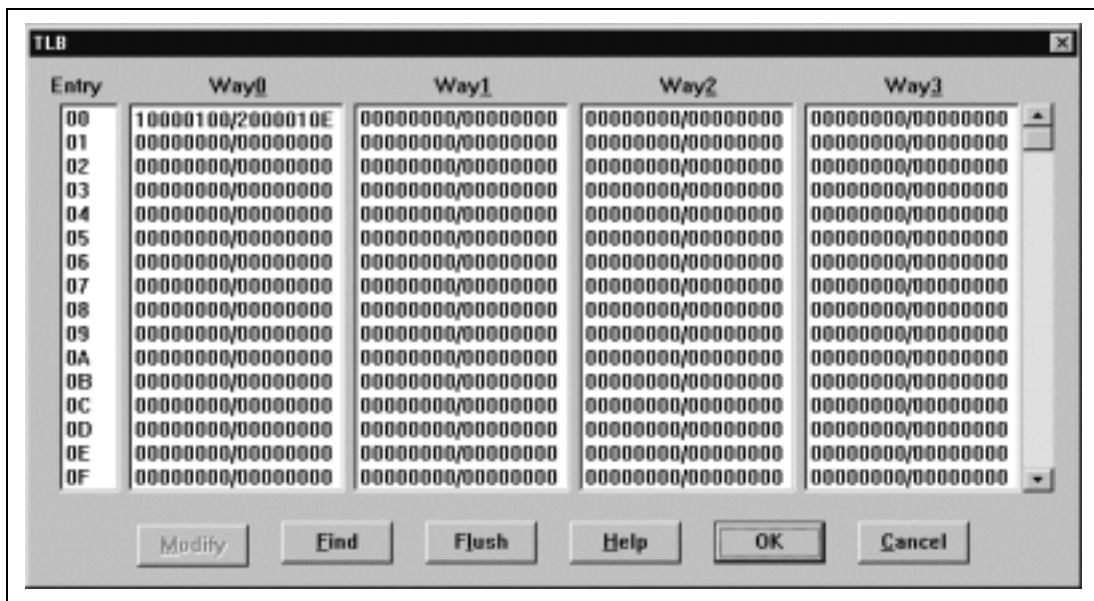 TLB
Entry Way0 Way1 Way2 Way3
00 10000100/2000010E 00000000/00000000 00000000/00000000 00000000/00000000
01 00000000/00000000 00000000/00000000 00000000/00000000 00000000/00000000
02 00000000/00000000 00000000/00000000 00000000/00000000 00000000/00000000
03 00000000/00000000 00000000/00000000 00000000/00000000 00000000/00000000
04 00000000/00000000 00000000/00000000 00000000/00000000 00000000/00000000
05 00000000/00000000 00000000/00000000 00000000/00000000 00000000/00000000
06 00000000/00000000 00000000/00000000 00000000/00000000 00000000/00000000
07 00000000/00000000 00000000/00000000 00000000/00000000 00000000/00000000
08 00000000/00000000 00000000/00000000 00000000/00000000 00000000/00000000
09 00000000/00000000 00000000/00000000 00000000/00000000 00000000/00000000
0A 00000000/00000000 00000000/00000000 00000000/00000000 00000000/00000000
0B 00000000/00000000 00000000/00000000 00000000/00000000 00000000/00000000
0C 00000000/00000000 00000000/00000000 00000000/00000000 00000000/00000000
0D 00000000/00000000 00000000/00000000 00000000/00000000 00000000/00000000
0E 00000000/00000000 00000000/00000000 00000000/00000000 00000000/00000000
0F 00000000/00000000 00000000/00000000 00000000/00000000 00000000/00000000
Modify Find Flush Help OK Cancel